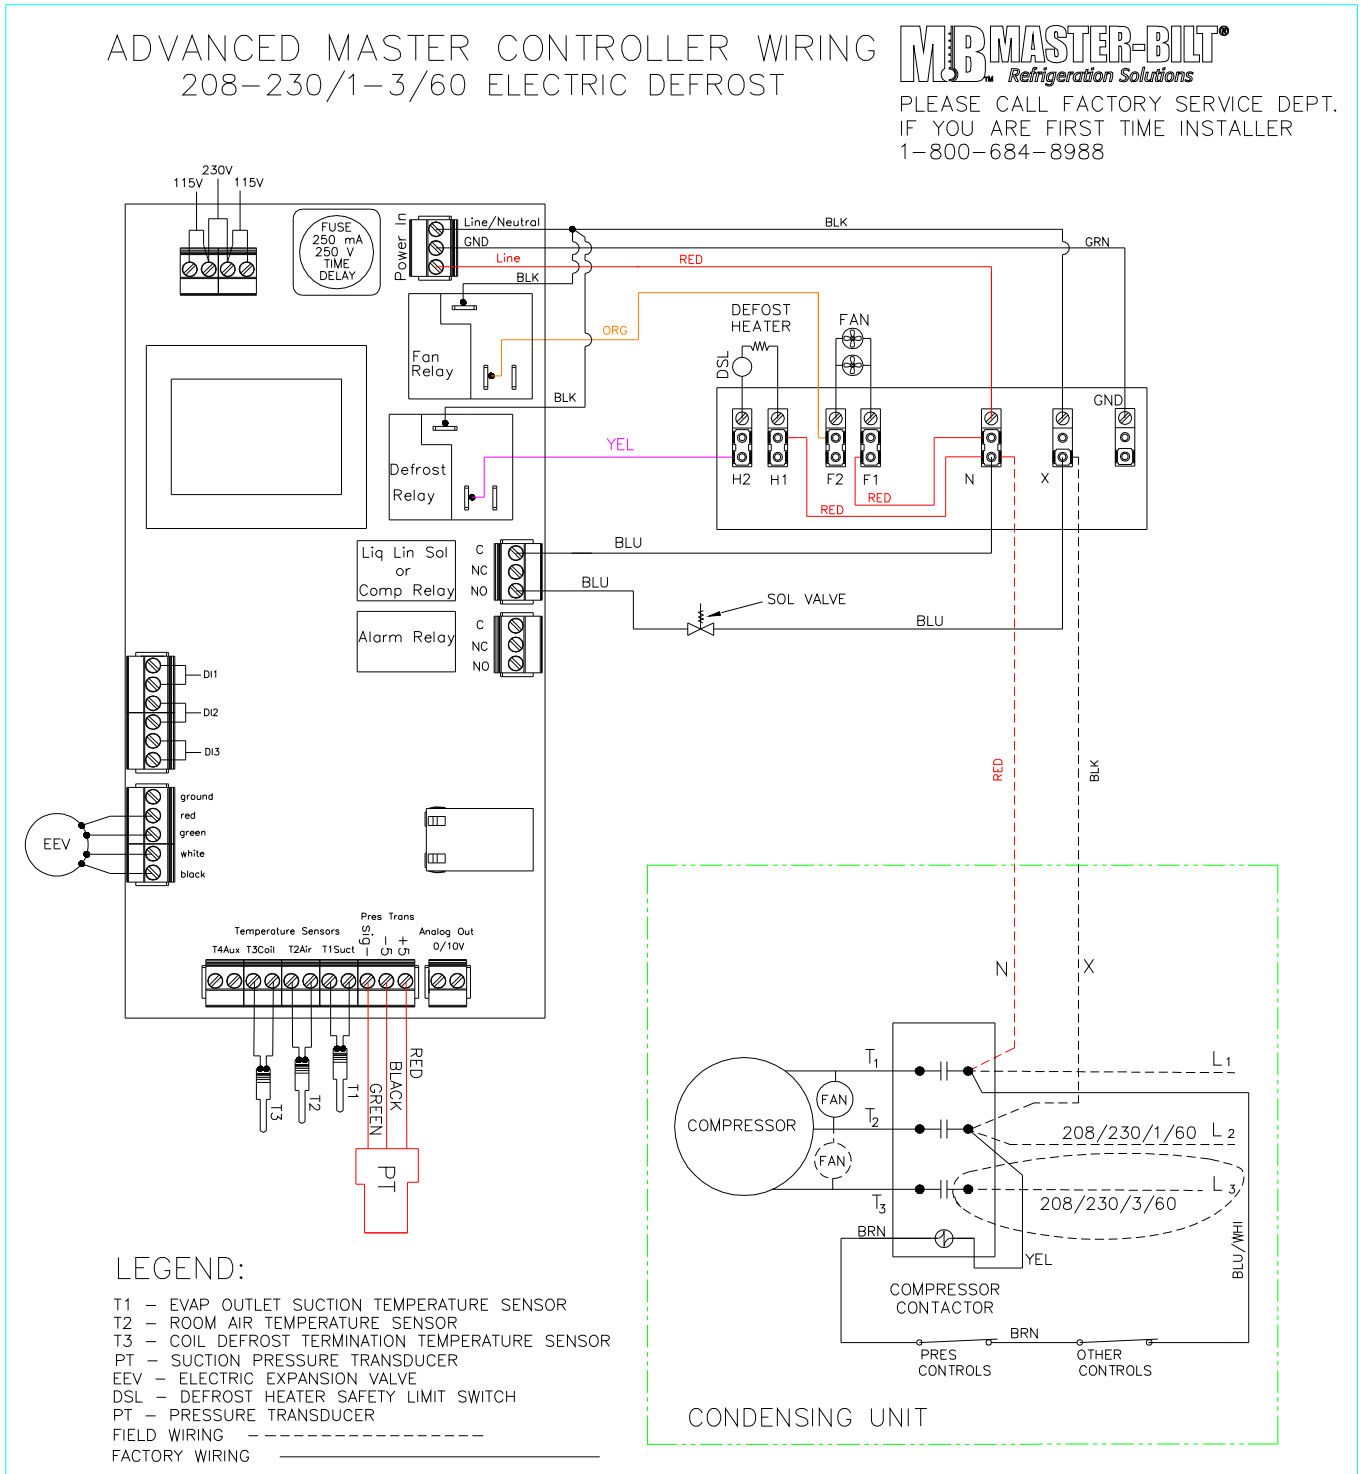 ADVANCED MASTER CONTROLLER WIRING
208-230/1-3/60 ELECTRIC DEFROST
MB™ MASTER-BILT®
Refrigeration Solutions
PLEASE CALL FACTORY SERVICE DEPT.
IF YOU ARE FIRST TIME INSTALLER
1-800-684-8988
115V
230V
115V
FUSE
250 mA
250 V
TIME
DELAY
Power In
Line/Neutral
GND
Line
BLK
BLK
RED
GRN
Fan
Relay
ORG
BLK
Defrost
Relay
YEL
DEFOST
HEATER
DSL
FAN
GND
H2
H1
F2
F1
N
X
RED
RED
Liq Lin Sol
or
Comp Relay
C
NC
NO
BLU
BLU
SOL VALVE
BLU
Alarm Relay
C
NC
NO
DI1
DI2
DI3
RED
BLK
EEV
ground
red
green
white
black
Temperature Sensors
Pres Trans
Analog Out
0/10V
T4Aux
T3Coil
T2Air
T1Suct
sig-
-5
+5
T3
T2
T1
GREEN
BLACK
RED
PT
N
X
COMPRESSOR
FAN
FAN
T1
T2
T3
L1
208/230/1/60
L2
L3
208/230/3/60
BRN
YEL
BLU/WHI
COMPRESSOR
CONTACTOR
BRN
PRES
CONTROLS
OTHER
CONTROLS
CONDENSING UNIT
LEGEND:
T1 - EVAP OUTLET SUCTION TEMPERATURE SENSOR
T2 - ROOM AIR TEMPERATURE SENSOR
T3 - COIL DEFROST TERMINATION TEMPERATURE SENSOR
PT - SUCTION PRESSURE TRANSDUCER
EEV - ELECTRIC EXPANSION VALVE
DSL - DEFROST HEATER SAFETY LIMIT SWITCH
PT - PRESSURE TRANSDUCER
FIELD WIRING
FACTORY WIRING